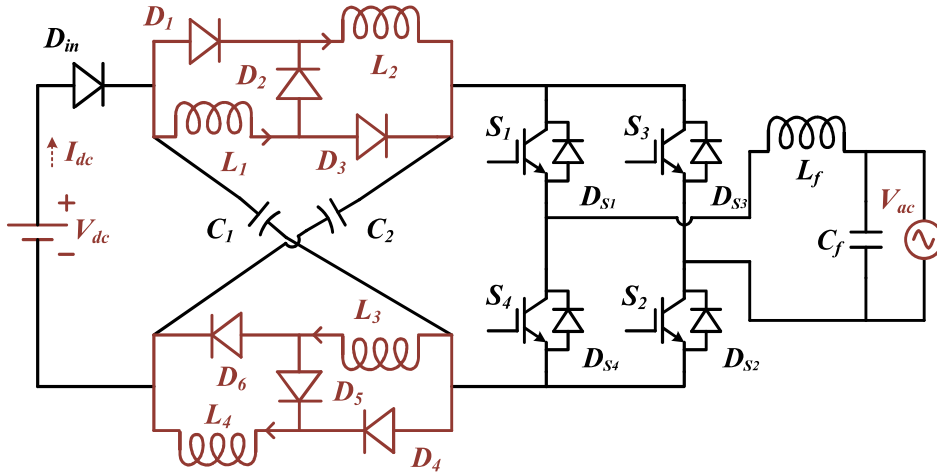 D1
L2
Din
D2
S1
S3
Idc
L1
D3
Lf
+
Vdc
−
C1
C2
DS1
DS3
Vac
Cf
S4
S2
L3
D6
D5
DS4
DS2
L4
D4